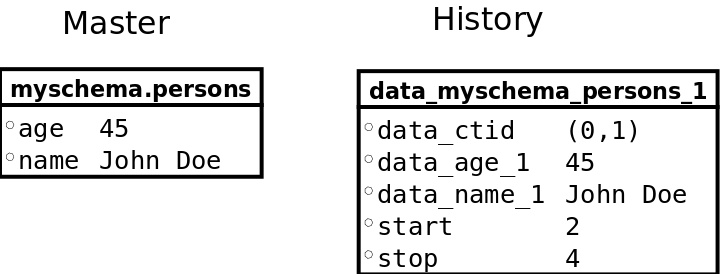 Master
History
myschema.persons
age 45
name John Doe
data_myschema_persons_1
data_ctid (0,1)
data_age_1 45
data_name_1 John Doe
start 2
stop 4